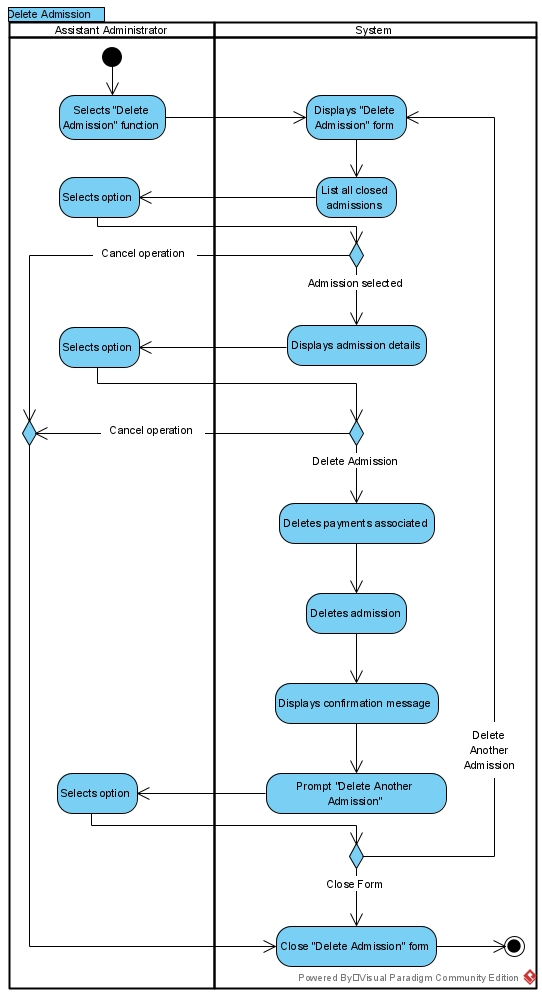 Delete Admission
Assistant Administrator
System
Selects "Delete
Admission" function
Displays "Delete
Admission" form
Selects option
List all closed
admissions
Cancel operation
Admission selected
Selects option
Displays admission details
Cancel operation
Delete Admission
Deletes payments associated
Deletes admission
Displays confirmation message
Delete
Another
Admission
Selects option
Prompt "Delete Another
Admission"
Close Form
Close "Delete Admission" form
Powered By Visual Paradigm Community Edition